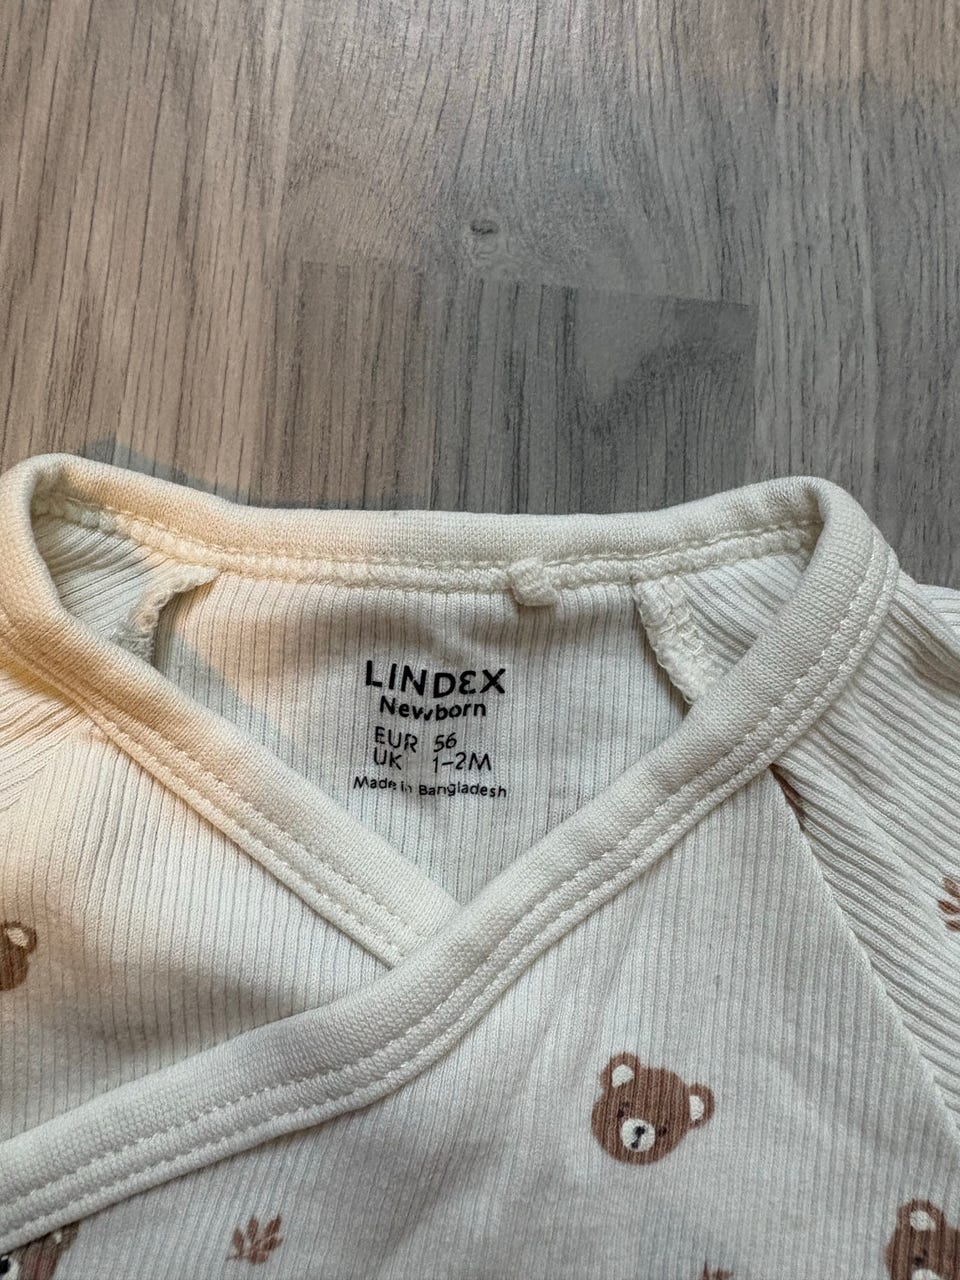 LINDEX
Newborn
EUR 56
UK 1-2M
Made in Bangladesh